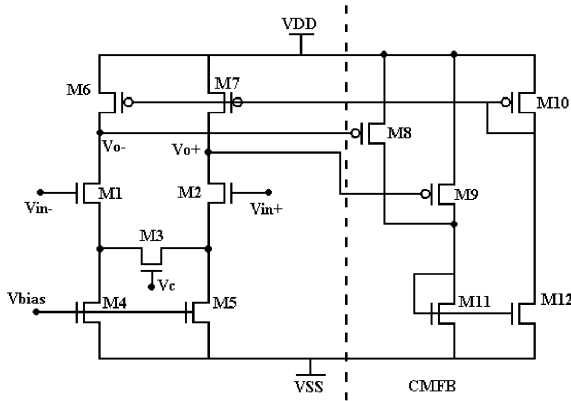 VDD
M6
M7
M10
Vo-
M8
Vo+
M1
M2
M9
Vin-
Vin+
M3
Vc
Vbias
M4
M5
M11
M12
VSS
CMFB